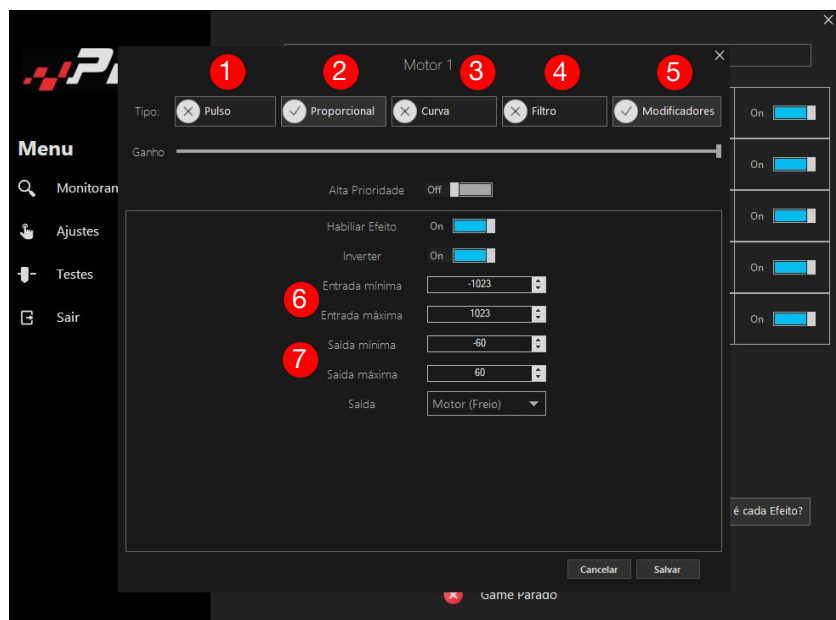 Motor 1
1
2
3
4
5
Tipo:
Pulso
Proporcional
Curva
Filtro
Modificadores
Ganho
Alta Prioridade
Off
Menu
Ajustes
Testes
Sair
Habiliar Efeito
On
Inverter
On
6
Entrada mínima
-1023
Entrada máxima
1023
7
Saída mínima
-60
Saida máxima
60
Saída
Motor (Freio)
On
On
On
On
On
é cada Efeito?
Cancelar
Salvar
Game Parado